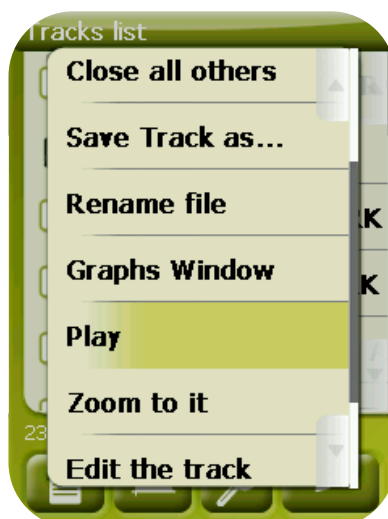 Tracks list
Close all others
Save Track as...
Rename file
K
Graphs Window
K
Play
Zoom to it
23
Edit the track